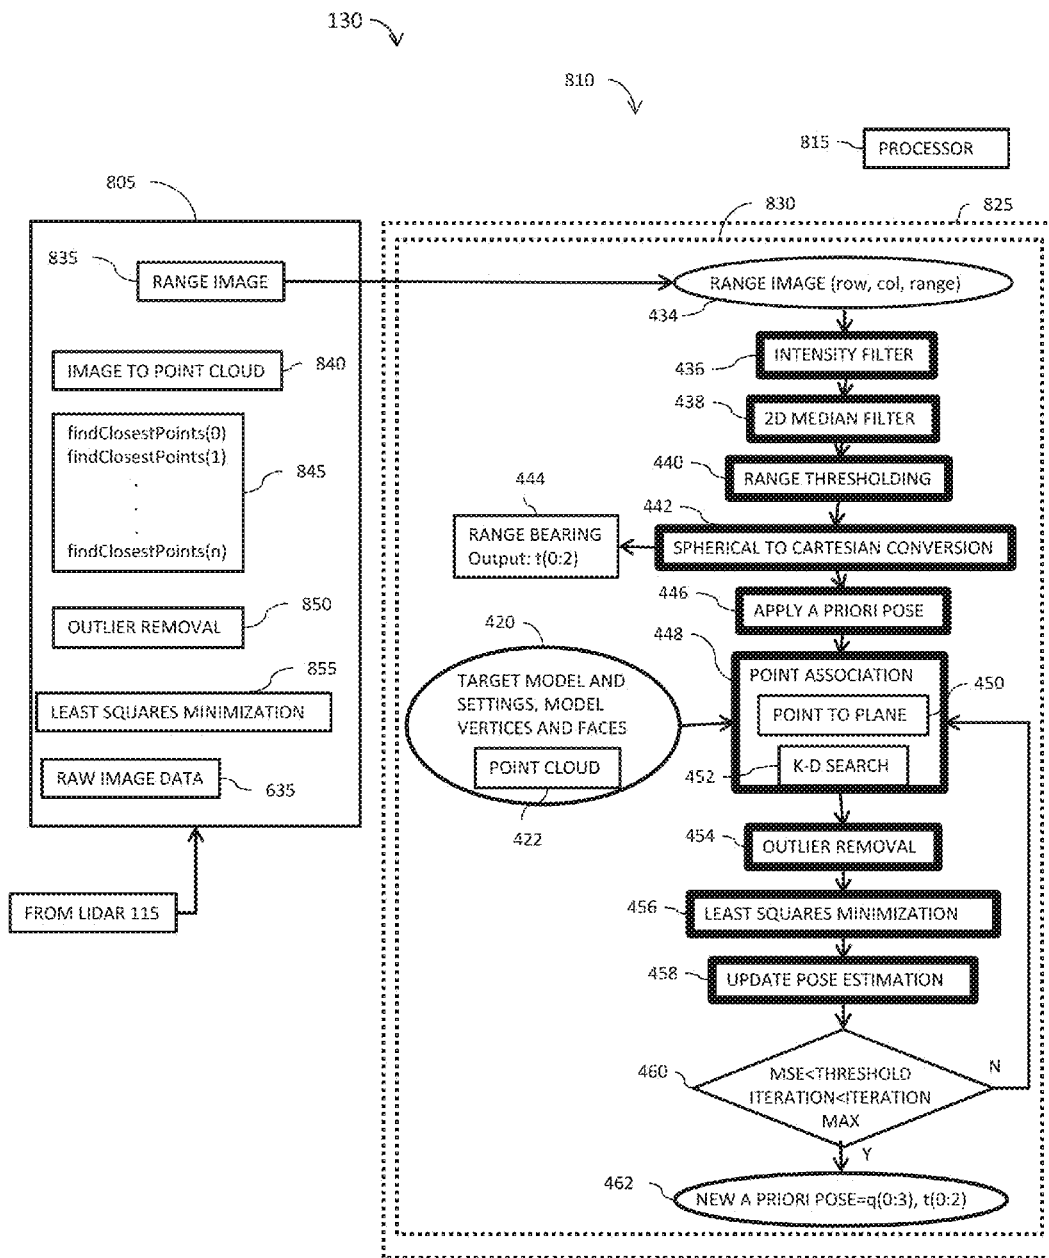 130
810
815
PROCESSOR
805
830
825
835
RANGE IMAGE
RANGE IMAGE (row, col, range)
434
INTENSITY FILTER
436
IMAGE TO POINT CLOUD
840
438
2D MEDIAN FILTER
findClosestPoints(0)
findClosestPoints(1)
.
.
.
findClosestPoints(n)
845
440
RANGE THRESHOLDING
444
442
RANGE BEARING
Output: t(0:2)
SPHERICAL TO CARTESIAN CONVERSION
850
OUTLIER REMOVAL
446
APPLY A PRIORI POSE
420
448
POINT ASSOCIATION
450
POINT TO PLANE
452
K-D SEARCH
TARGET MODEL AND
SETTINGS, MODEL
VERTICES AND FACES
POINT CLOUD
422
855
LEAST SQUARES MINIMIZATION
RAW IMAGE DATA
635
454
OUTLIER REMOVAL
FROM LIDAR 115
456
LEAST SQUARES MINIMIZATION
458
UPDATE POSE ESTIMATION
460
MSE<THRESHOLD
ITERATION<ITERATION
MAX
N
Y
462
NEW A PRIORI POSE=q(0:3), t(0:2)